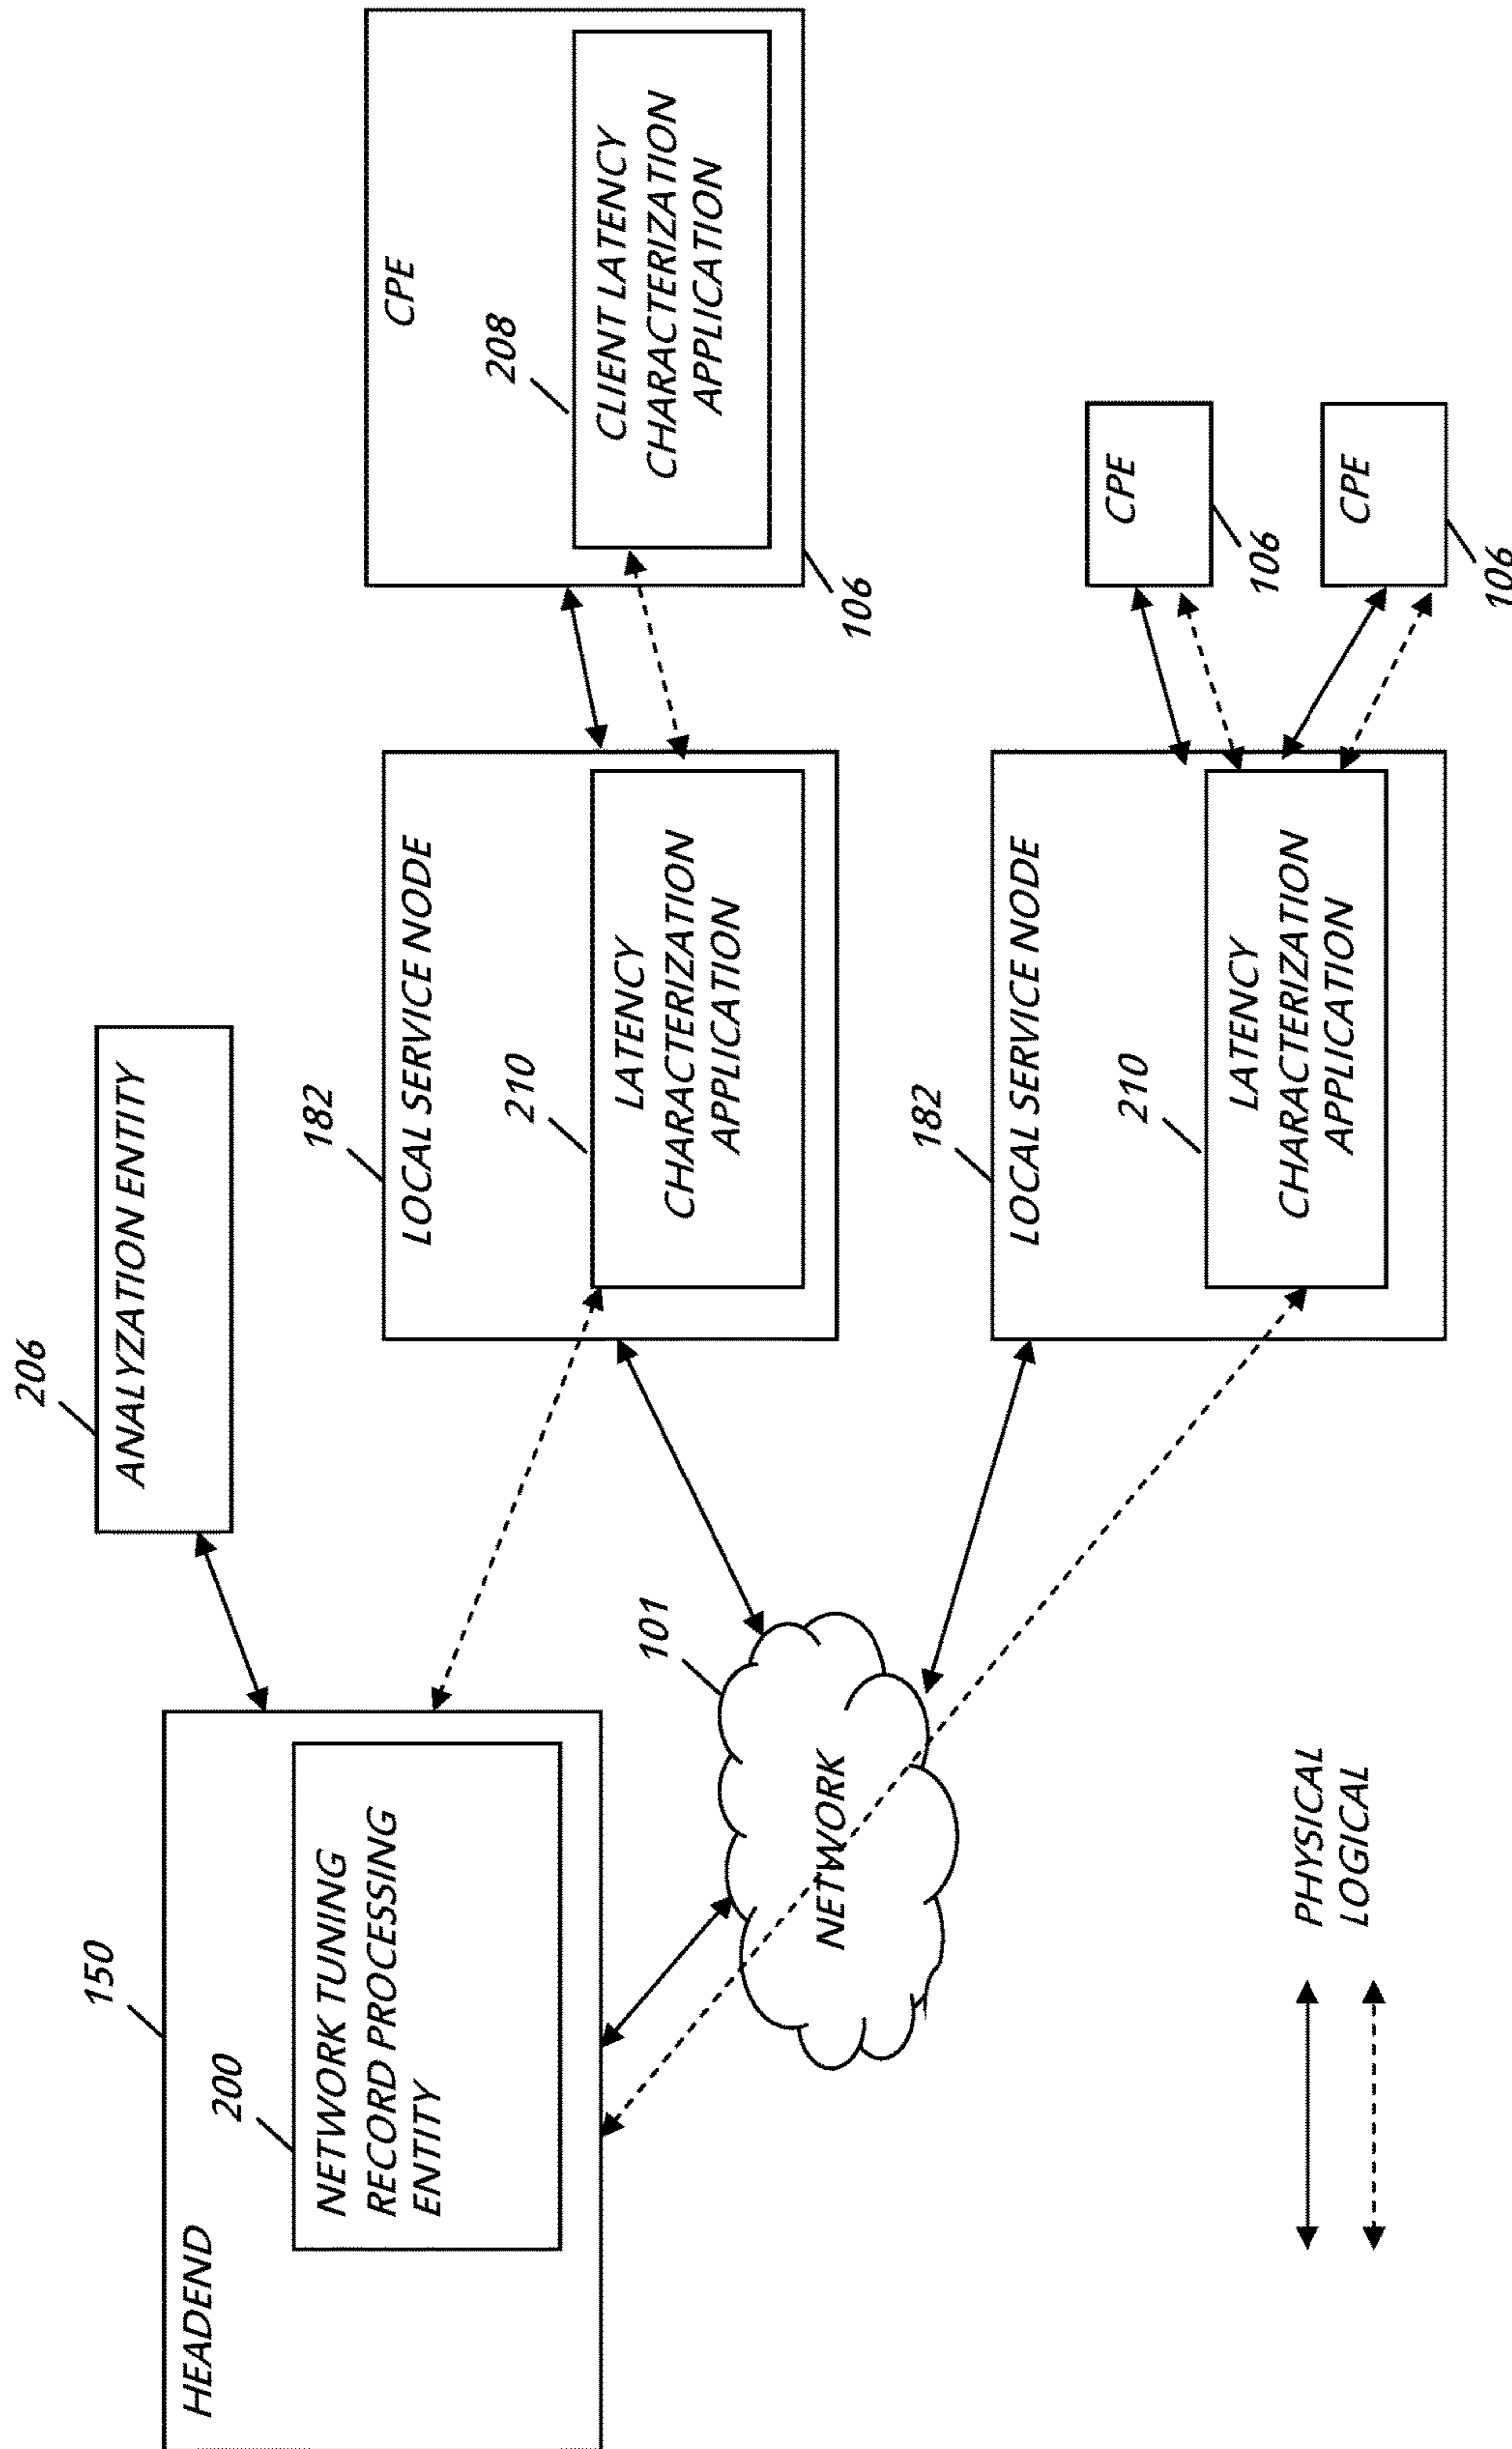 206
ANALYZATION ENTITY
150
HEADEND
200
NETWORK TUNING
RECORD PROCESSING
ENTITY
182
LOCAL SERVICE NODE
210
LATENCY
CHARACTERIZATION
APPLICATION
CPE
208
CLIENT LATENCY
CHARACTERIZATION
APPLICATION
106
101
NETWORK
182
LOCAL SERVICE NODE
210
LATENCY
CHARACTERIZATION
APPLICATION
CPE
106
CPE
106
PHYSICAL
LOGICAL